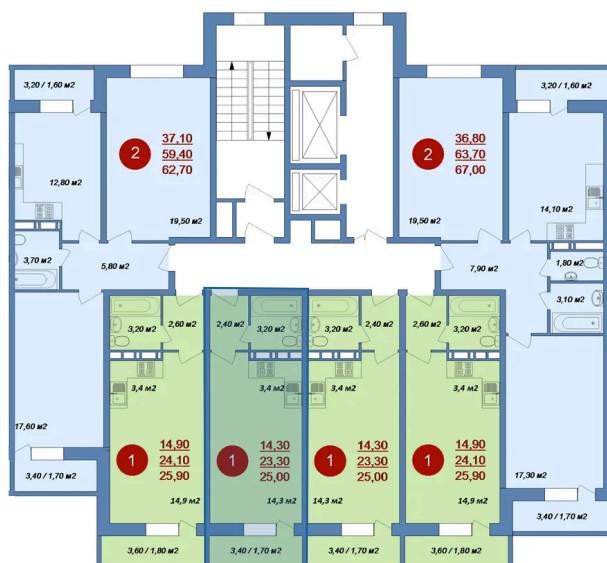 3,20 / 1,60 м2
3,20 / 1,60 м2
2
37,10
59,40
62,70
2
36,80
63,70
67,00
12,80 м2
19,50 м2
19,50 м2
14,10 м2
3,70 м2
5,80 м2
7,90 м2
1,80 м2
3,10 м2
3,20 м2
2,60 м2
2,40 м2
3,20 м2
3,20 м2
2,40 м2
2,60 м2
3,20 м2
3,4 м2
3,4 м2
3,4 м2
3,4 м2
17,60 м2
1
14,90
24,10
25,90
1
14,30
23,30
25,00
1
14,30
23,30
25,00
1
14,90
24,10
25,90
17,30 м2
3,40 / 1,70 м2
14,9 м2
14,3 м2
14,3 м2
14,9 м2
3,40 / 1,70 м2
3,60 / 1,80 м2
3,40 / 1,70 м2
3,40 / 1,70 м2
3,60 / 1,80 м2